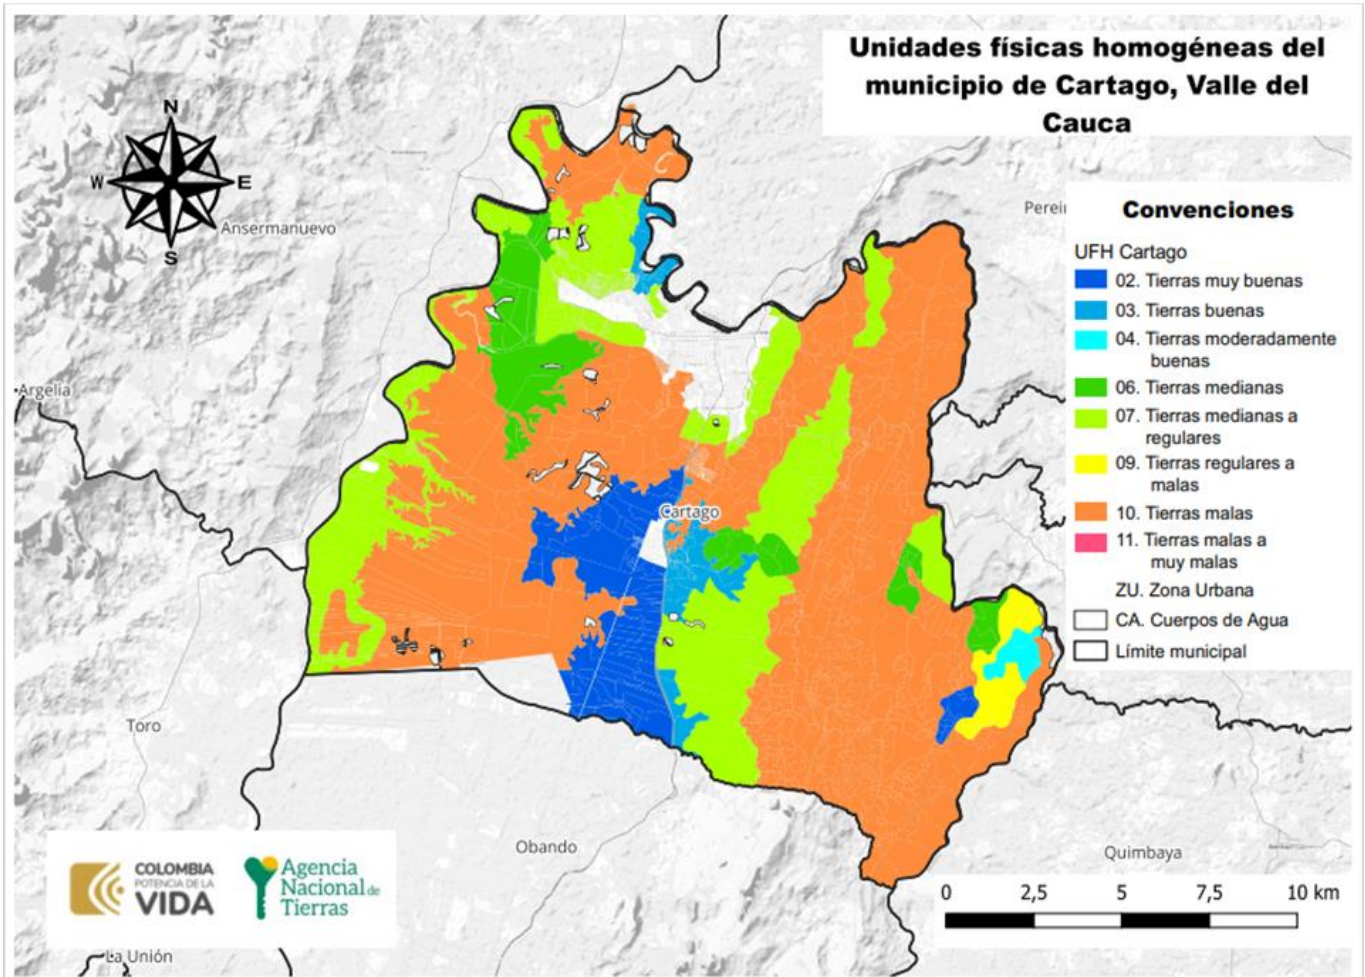 Unidades físicas homogéneas del
municipio de Cartago, Valle del
Cauca
N
W
E
S
Ansermanuevo
Argelia
Toro
La Unión
Obando
Quimbaya
Cartago
Perei
Convenciones
UFH Cartago
02. Tierras muy buenas
03. Tierras buenas
04. Tierras moderadamente
buenas
06. Tierras medianas
07. Tierras medianas a
regulares
09. Tierras regulares a
malas
10. Tierras malas
11. Tierras malas a
muy malas
ZU. Zona Urbana
CA. Cuerpos de Agua
Límite municipal
COLOMBIA
POTENCIA DE LA
VIDA
Agencia
Nacional de
Tierras
0 2,5 5 7,5 10 km